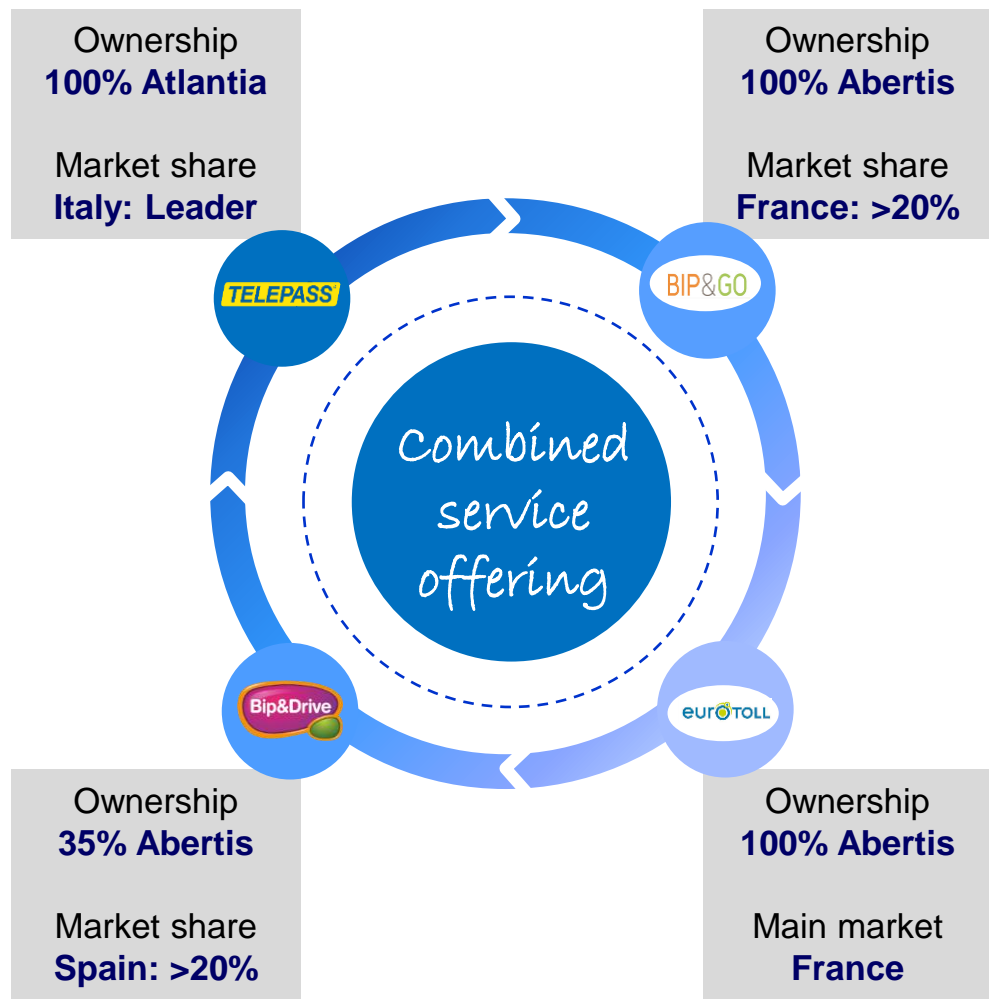 Ownership
100% Atlantia
Market share
Italy: Leader
Ownership
100% Abertis
Market share
France: >20%
TELEPASS
BIP&GO
Combined
service
offering
Bip&Drive
eurotoll
Ownership
35% Abertis
Market share
Spain: >20%
Ownership
100% Abertis
Main market
France